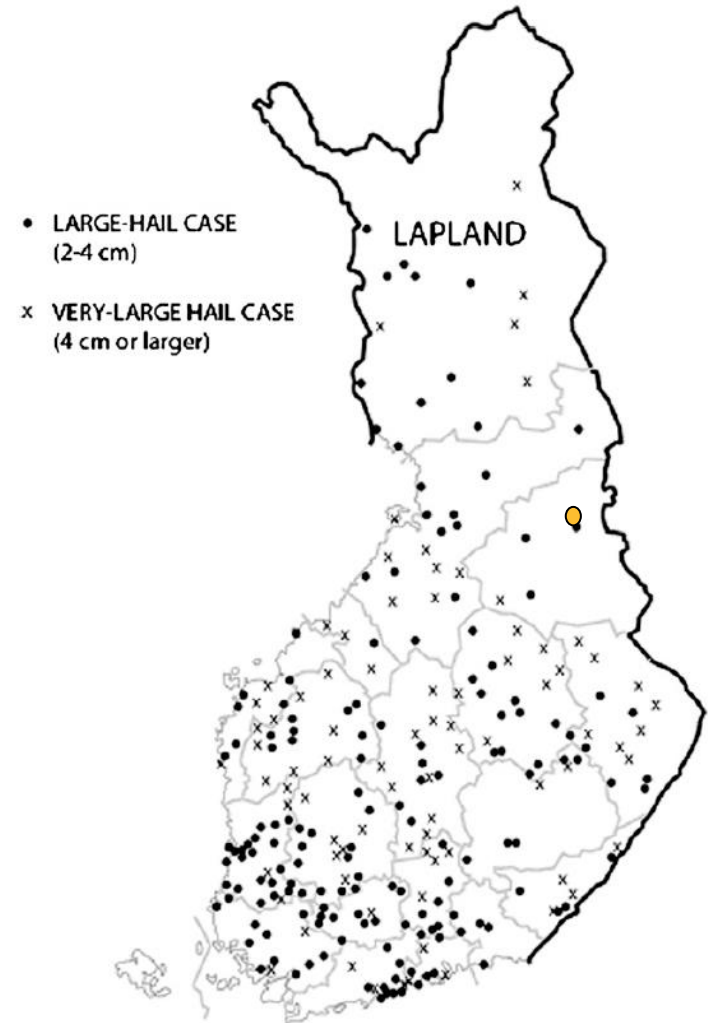 LAPLAND
● LARGE-HAIL CASE
(2-4 cm)
x VERY-LARGE HAIL CASE
(4 cm or larger)